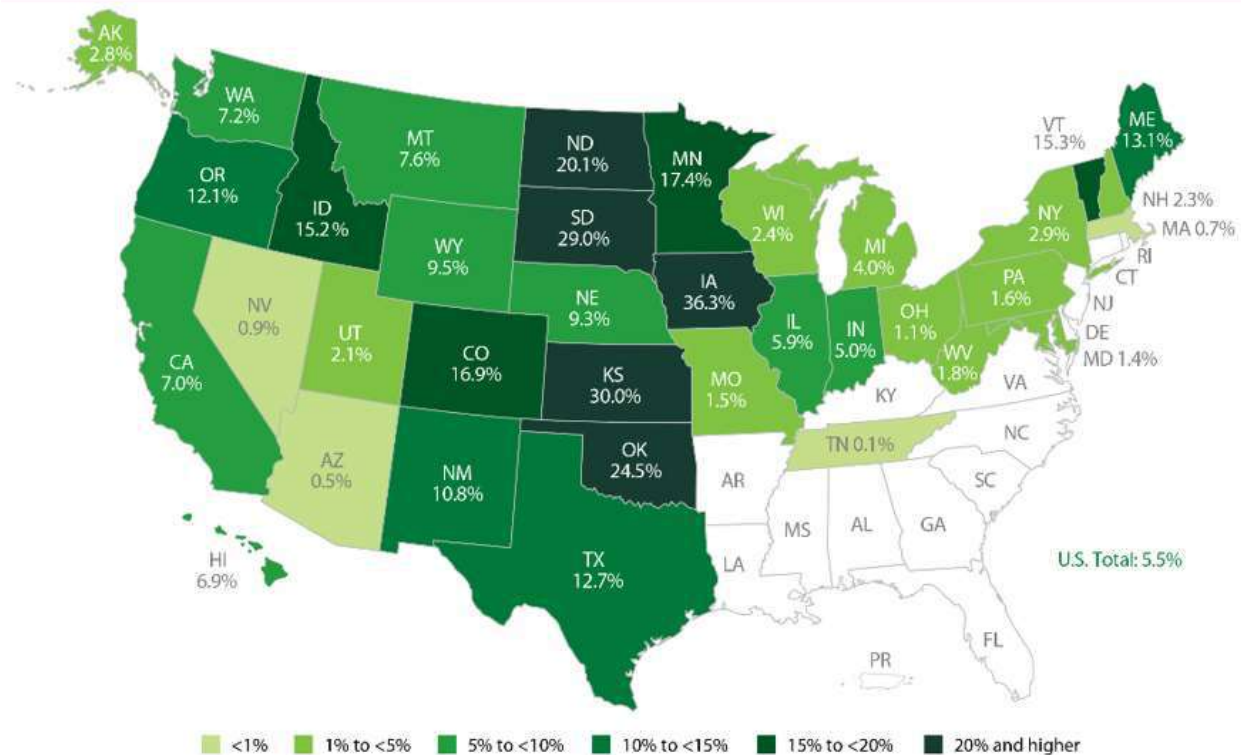 AK
2.8%
WA
7.2%
MT
7.6%
ND
20.1%
MN
17.4%
VT
15.3%
ME
13.1%
OR
12.1%
ID
15.2%
SD
29.0%
WI
2.4%
NY
2.9%
NH 2.3%
MA 0.7%
WY
9.5%
MI
4.0%
RI
CT
IA
36.3%
PA
1.6%
NJ
NV
0.9%
NE
9.3%
OH
1.1%
DE
UT
2.1%
IL
5.9%
IN
5.0%
MD 1.4%
CA
7.0%
CO
16.9%
WV
1.8%
KS
30.0%
MO
1.5%
KY
VA
AZ
0.5%
NM
10.8%
OK
24.5%
TN 0.1%
NC
AR
SC
MS
AL
GA
HI
6.9%
TX
12.7%
LA
U.S. Total: 5.5%
FL
PR
<1%
1% to <5%
5% to <10%
10% to <15%
15% to <20%
20% and higher